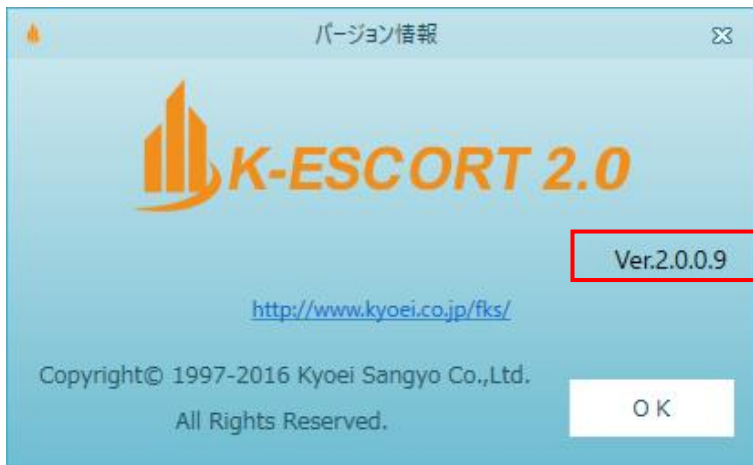 バージョン情報
K-ESCORT 2.0
Ver.2.0.0.9
http://www.kyoei.co.jp/fks/
Copyright© 1997-2016 Kyoei Sangyo Co.,Ltd.
All Rights Reserved.
ＯＫ